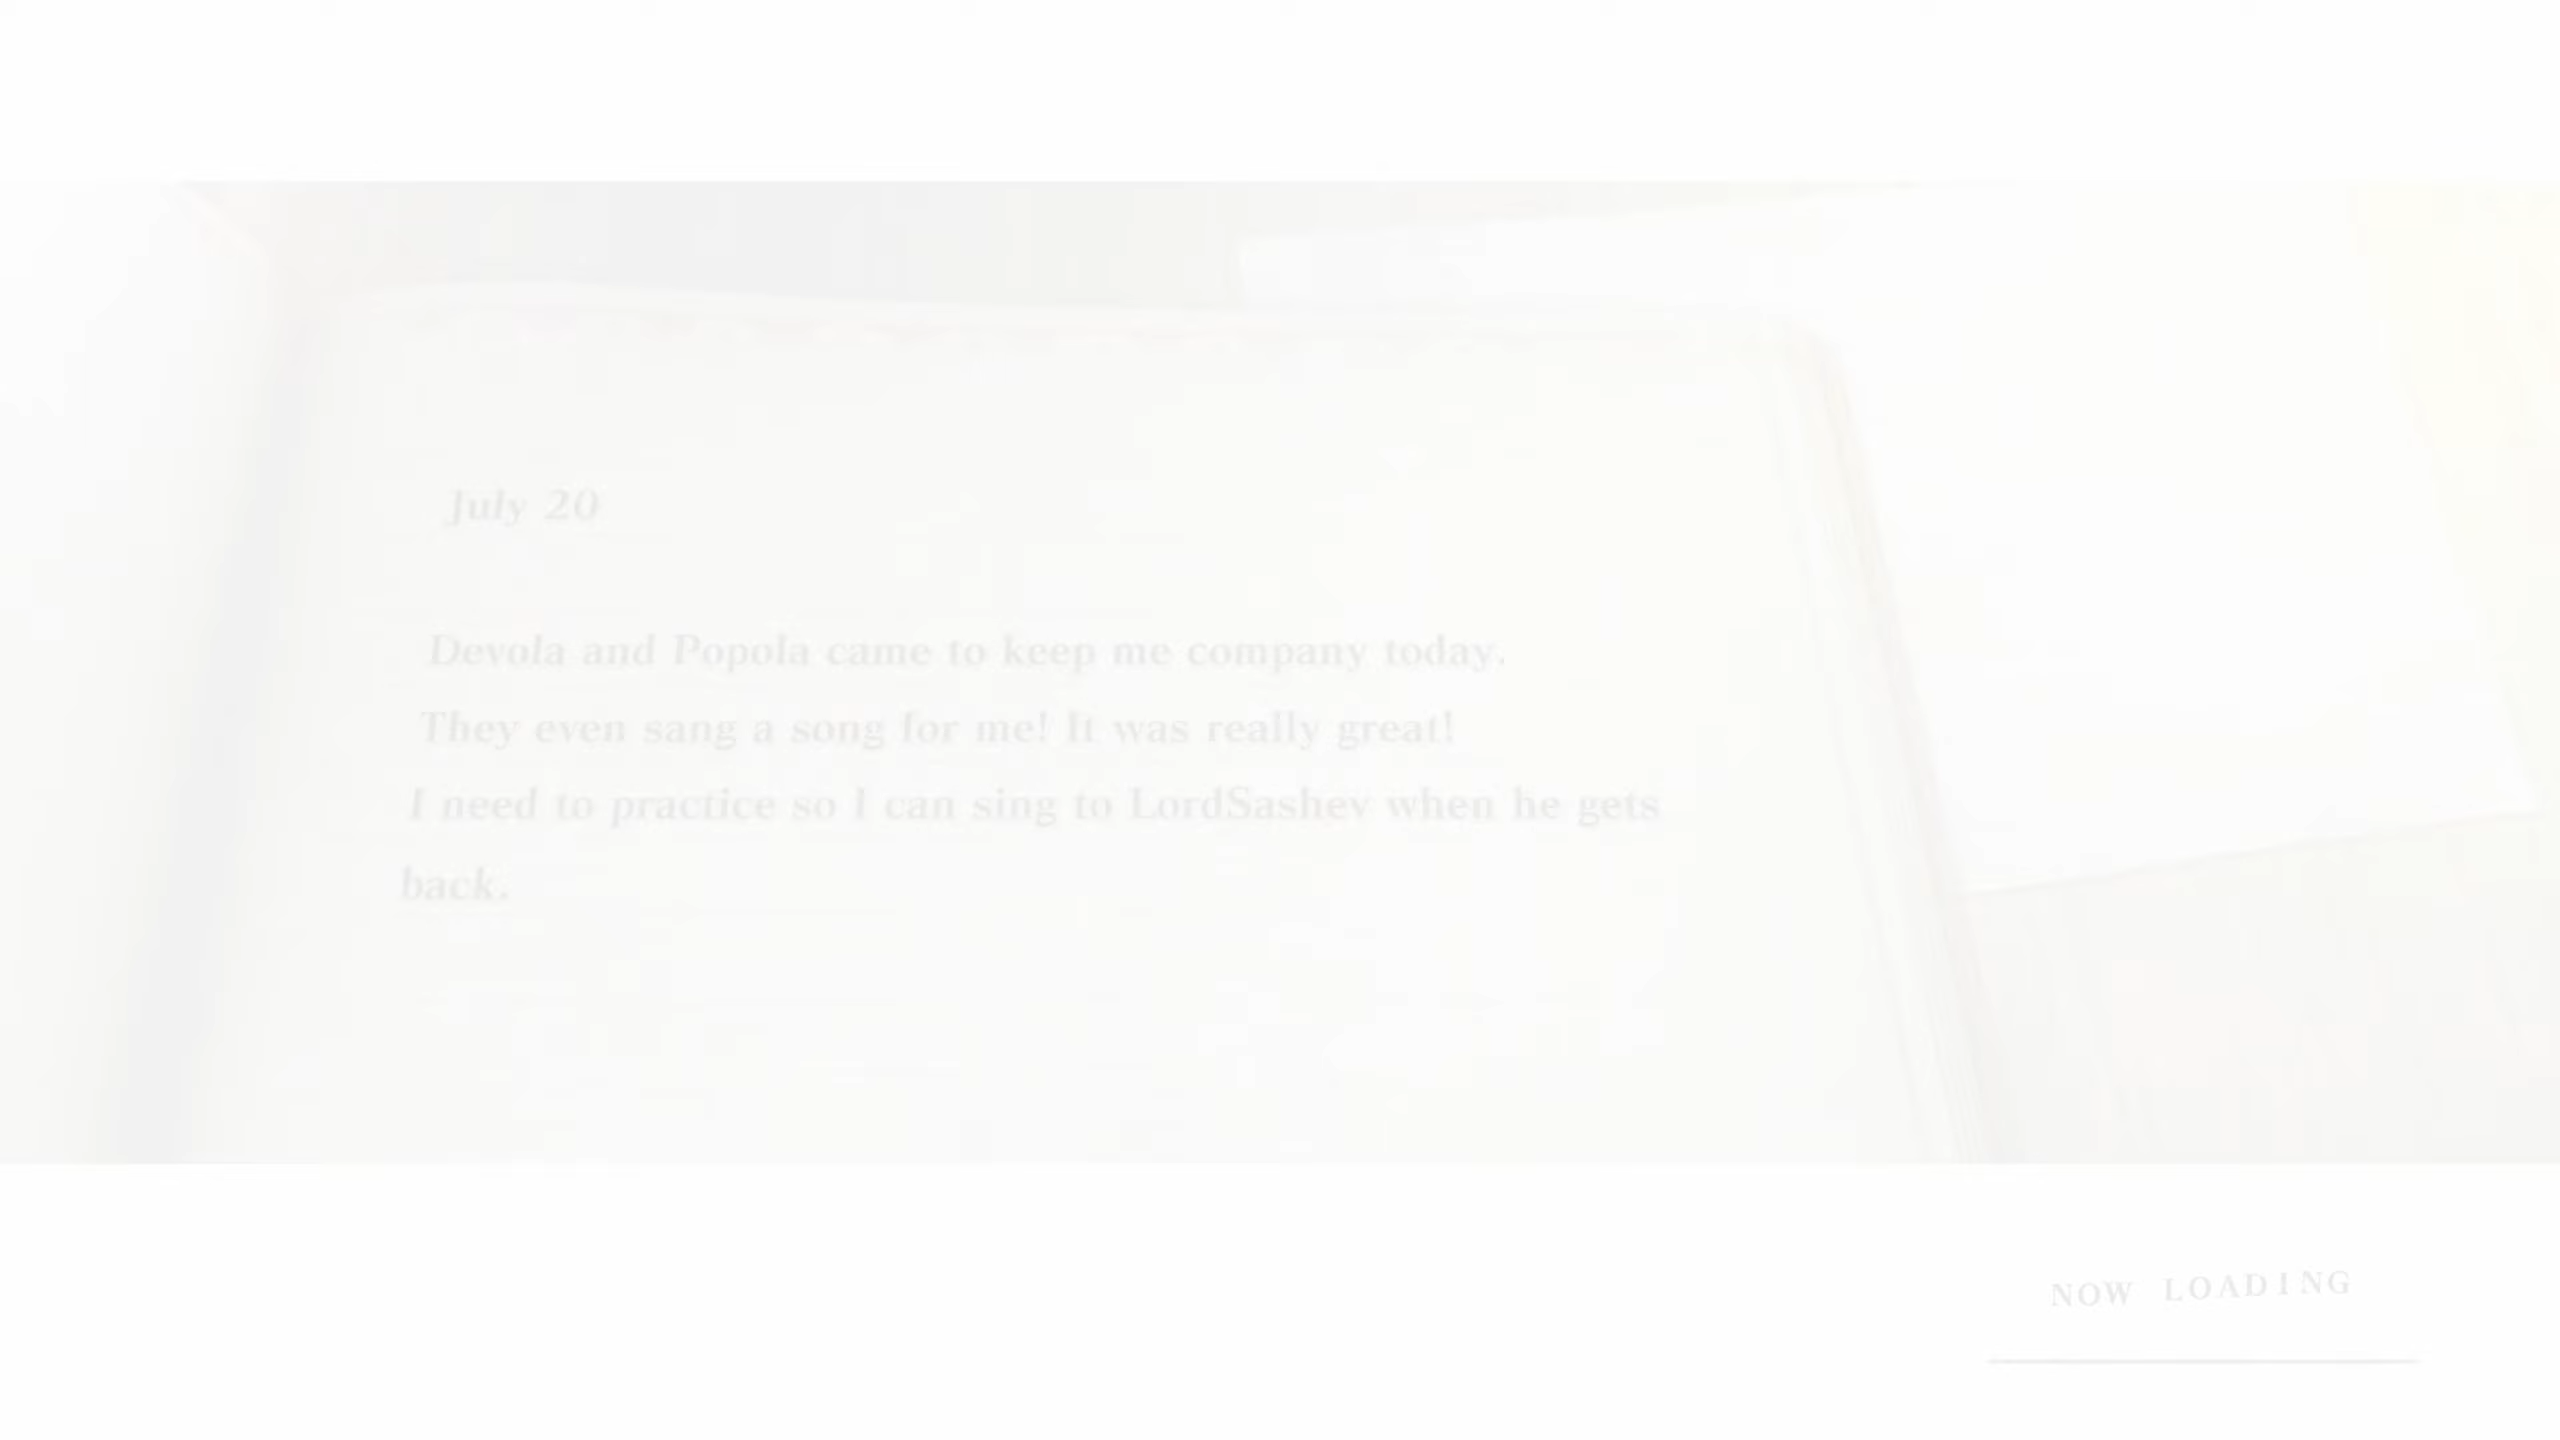 July 20
Devola and Popola came to keep me company today.
They even sang a song for me! It was really great!
I need to practice so I can sing to LordSashev when he gets
back.
NOW LOADING